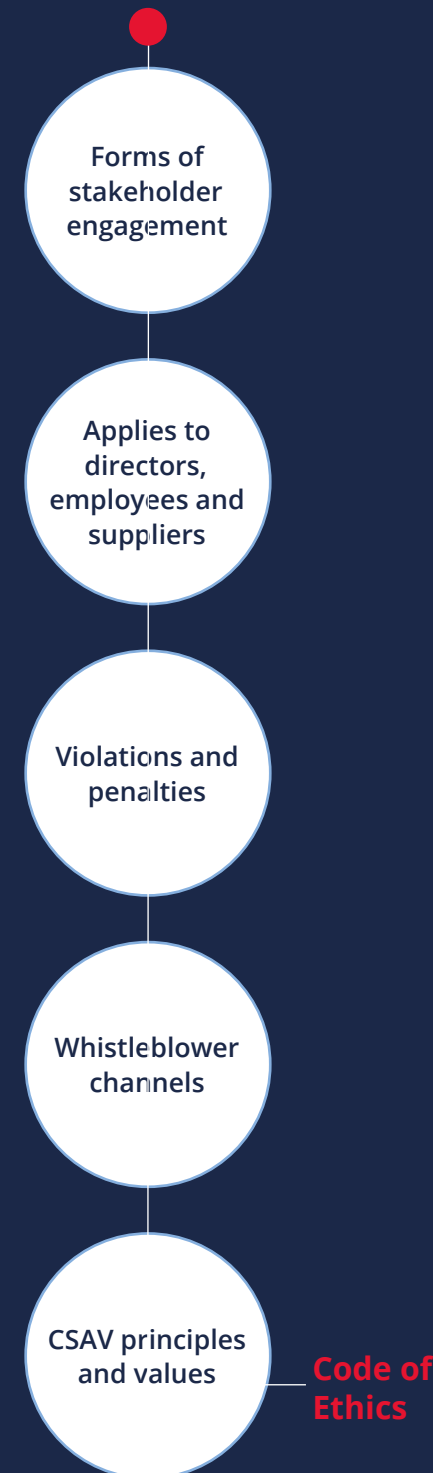 Forms of
stakeholder
engagement
Applies to
directors,
employees and
suppliers
Violations and
penalties
Whistleblower
channels
CSAV principles
and values
Code of
Ethics